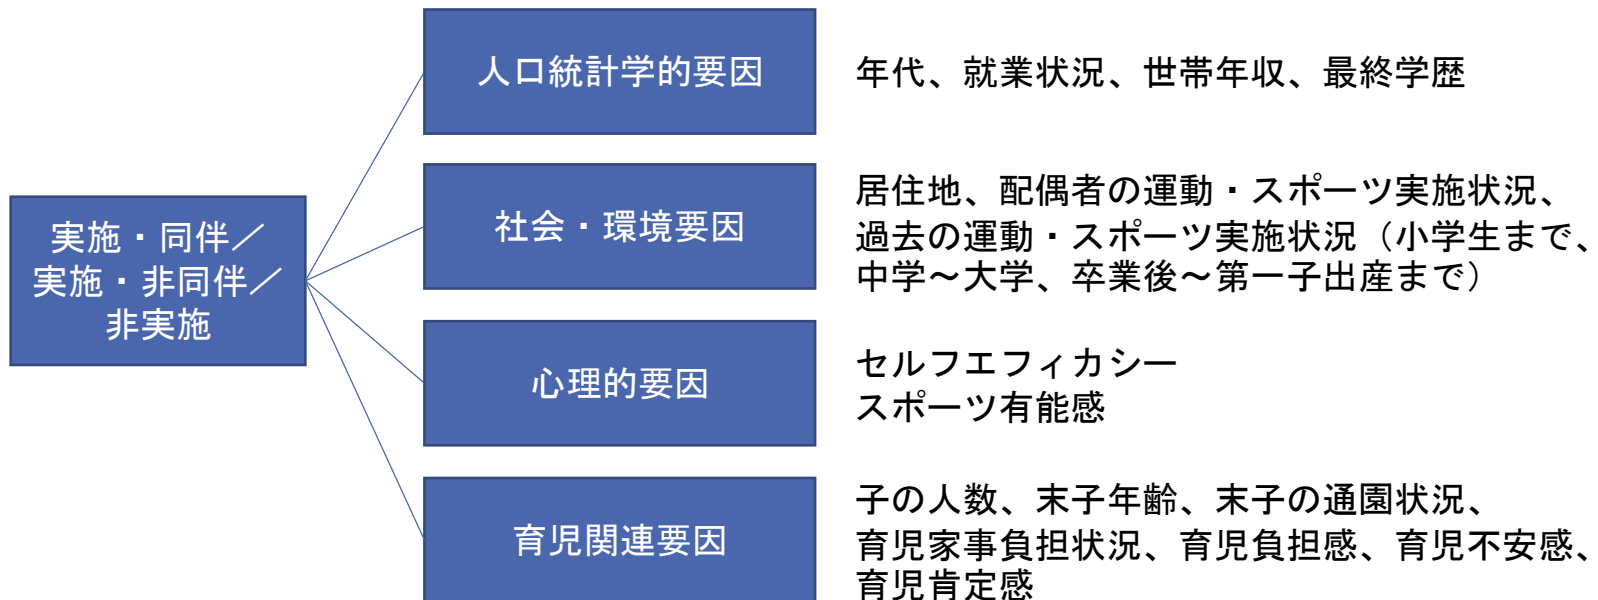 人口統計学的要因
年代、就業状況、世帯年収、最終学歴
実施・同伴／
実施・非同伴／
非実施
社会・環境要因
居住地、配偶者の運動・スポーツ実施状況、
過去の運動・スポーツ実施状況（小学生まで、
中学～大学、卒業後～第一子出産まで）
心理的要因
セルフエフィカシー
スポーツ有能感
育児関連要因
子の人数、末子年齢、末子の通園状況、
育児家事負担状況、育児負担感、育児不安感、
育児肯定感